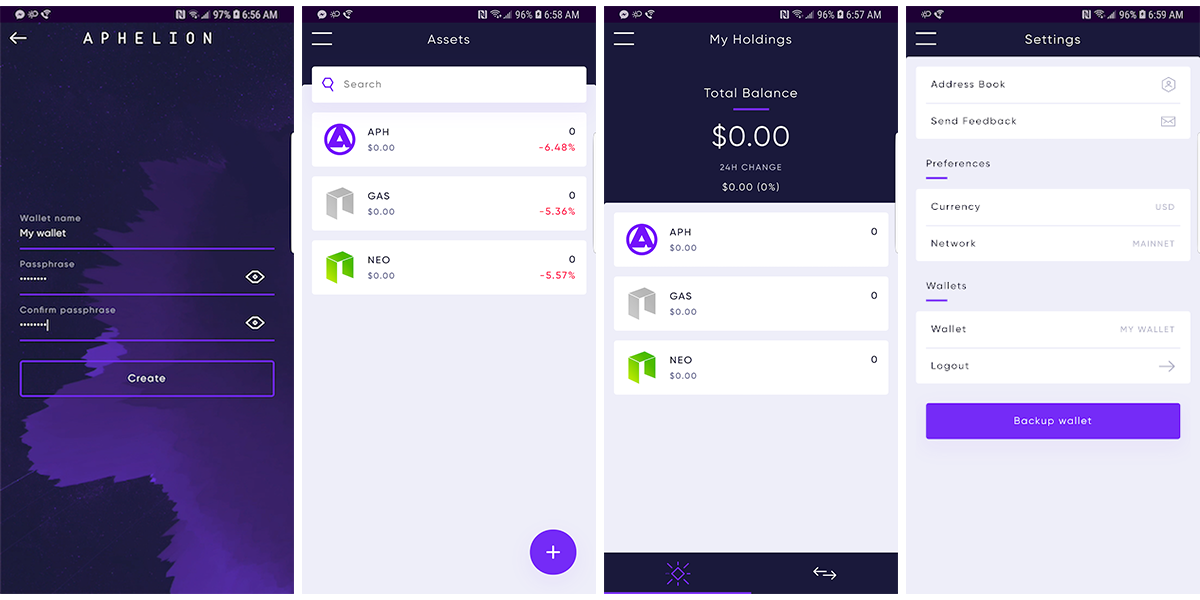 97% 6:56 AM
APHELION
Wallet name
My wallet
Passphrase
••••••••
Confirm passphrase
••••••••
Create
96% 6:58 AM
Assets
Search
APH
0
$0.00
-6.48%
GAS
0
$0.00
-5.36%
NEO
0
$0.00
-5.57%
+
96% 6:57 AM
My Holdings
Total Balance
$0.00
24H CHANGE
$0.00 (0%)
APH
0
$0.00
GAS
0
$0.00
NEO
0
$0.00
96% 6:59 AM
Settings
Address Book
Send Feedback
Preferences
Currency
USD
Network
MAINNET
Wallets
Wallet
MY WALLET
Logout
Backup wallet